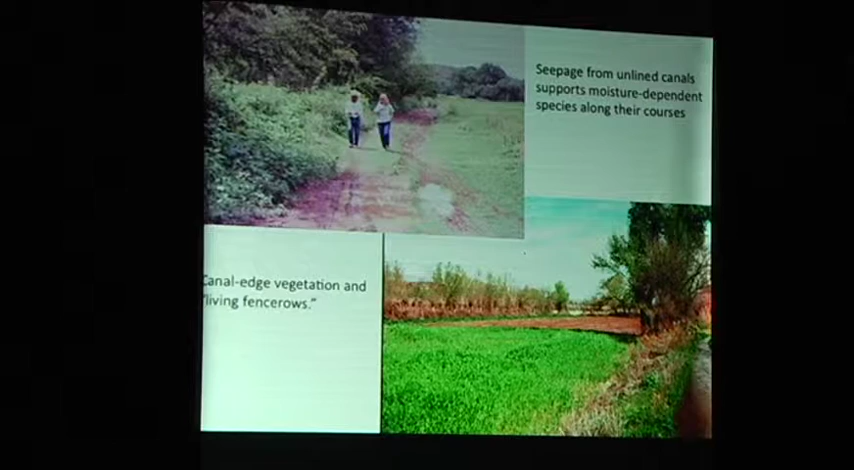 Seepage from unlined canals
supports moisture-dependent
species along their courses
Canal-edge vegetation and
"living fencerows."